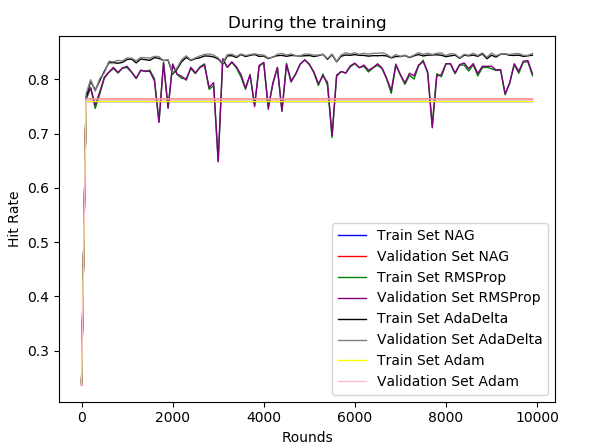 During the training
Hit Rate
0.8
0.7
0.6
0.5
0.4
0.3
Train Set NAG
Validation Set NAG
Train Set RMSProp
Validation Set RMSProp
Train Set AdaDelta
Validation Set AdaDelta
Train Set Adam
Validation Set Adam
0 2000 4000 6000 8000 10000
Rounds